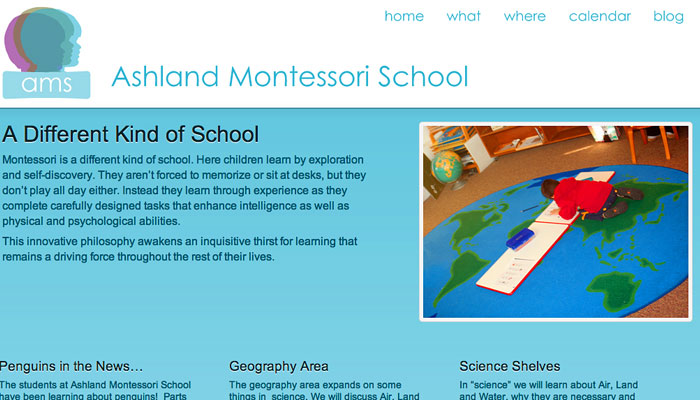 home what where calendar blog
ams
Ashland Montessori School
A Different Kind of School
Montessori is a different kind of school. Here children learn by exploration
and self-discovery. They aren't forced to memorize or sit at desks, but they
don't play all day either. Instead they learn through experience as they
complete carefully designed tasks that enhance intelligence as well as
physical and psychological abilities.
This innovative philosophy awakens an inquisitive thirst for learning that
remains a driving force throughout the rest of their lives.
Penguins in the News…
The students at Ashland Montessori School
have been learning about penguins! Parts
Geography Area
The geography area expands on some
things in science. We will discuss Air, Land
Science Shelves
In "science" we will learn about Air, Land
and Water, why they are necessary and